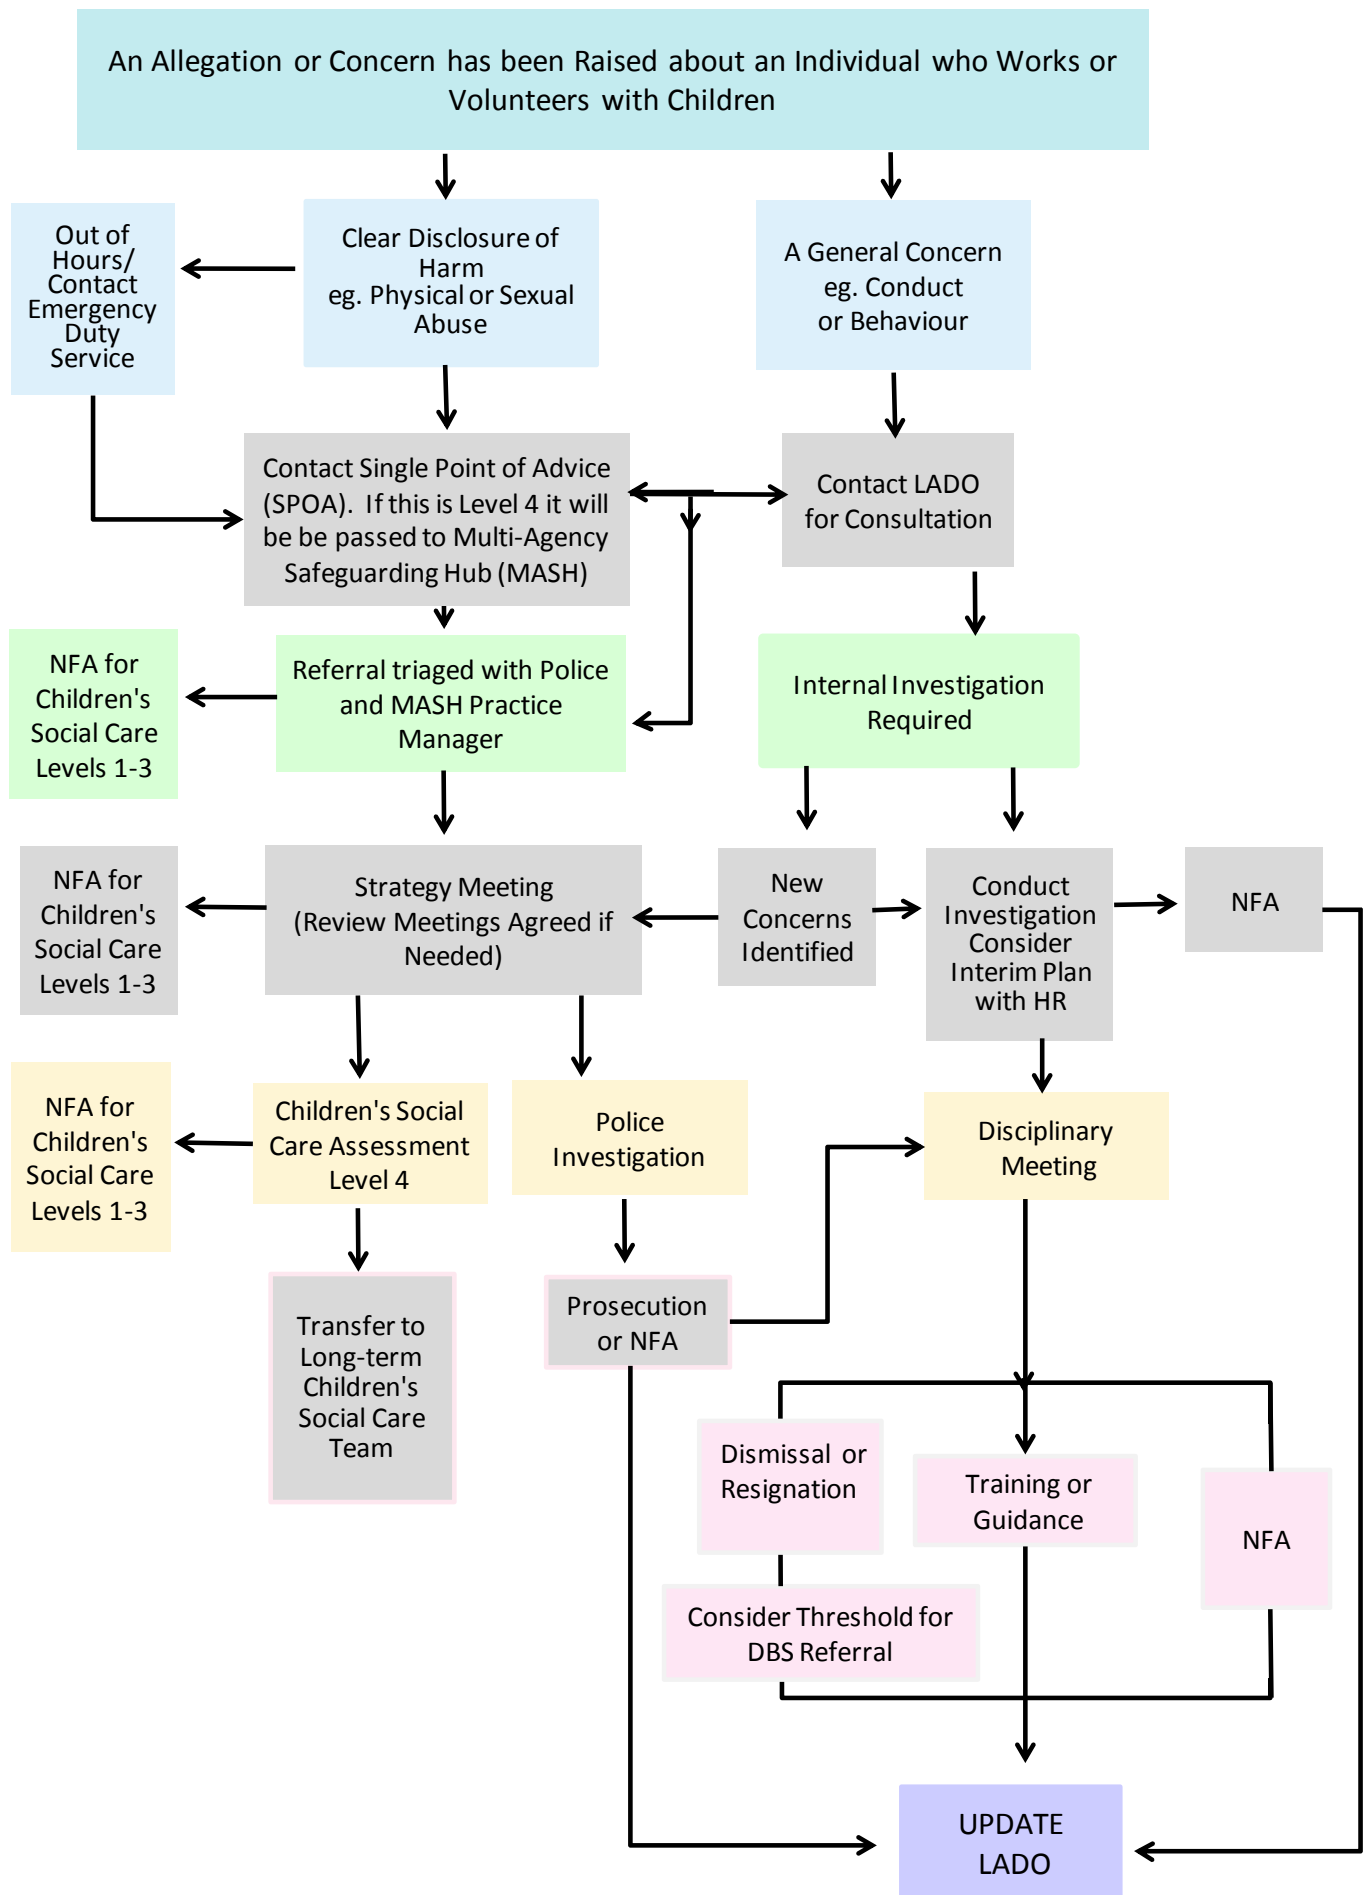 An Allegation or Concern has been Raised about an Individual who Works or
Volunteers with Children
Out of
Hours/
Contact
Emergency
Duty
Service
Clear Disclosure of
Harm
eg. Physical or Sexual
Abuse
A General Concern
eg. Conduct
or Behaviour
Contact Single Point of Advice
(SPOA). If this is Level 4 it will
be be passed to Multi-Agency
Safeguarding Hub (MASH)
Contact LADO
for Consultation
NFA for
Children's
Social Care
Levels 1-3
Referral triaged with Police
and MASH Practice
Manager
Internal Investigation
Required
NFA for
Children's
Social Care
Levels 1-3
Strategy Meeting
(Review Meetings Agreed if
Needed)
New
Concerns
Identified
Conduct
Investigation
Consider
Interim Plan
with HR
NFA
NFA for
Children's
Social Care
Levels 1-3
Children's Social
Care Assessment
Level 4
Police
Investigation
Disciplinary
Meeting
Transfer to
Long-term
Children's
Social Care
Team
Prosecution
or NFA
Dismissal or
Resignation
Training or
Guidance
NFA
Consider Threshold for
DBS Referral
UPDATE
LADO